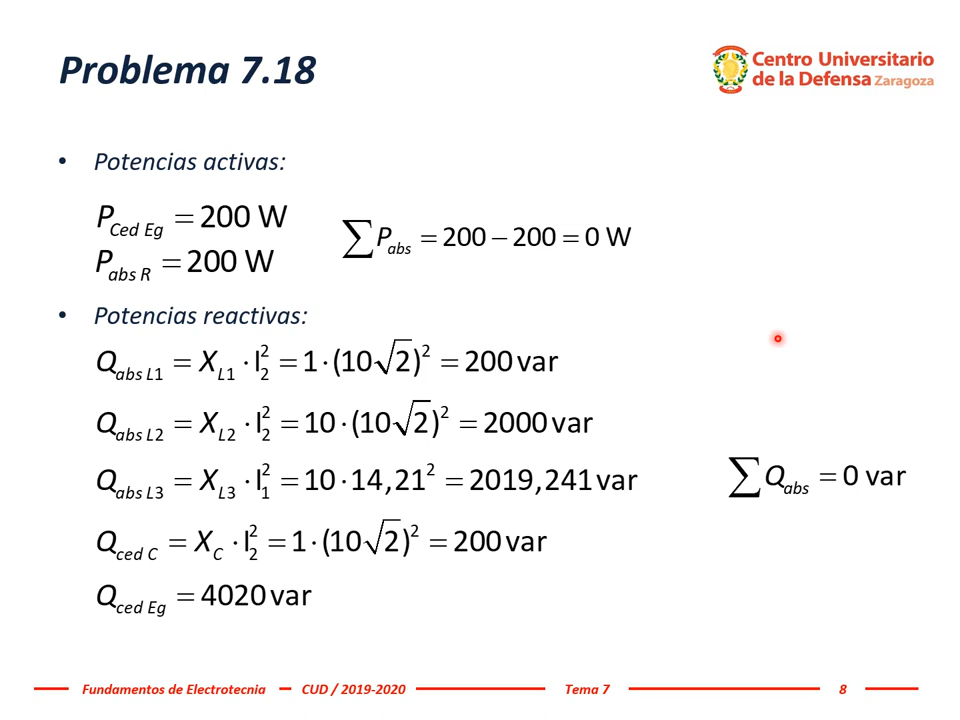 Problema 7.18
Centro Universitario
de la Defensa Zaragoza
• Potencias activas:
P_Ced Eg = 200 W
P_abs R = 200 W
∑ P_abs = 200 − 200 = 0 W
• Potencias reactivas:
Q_abs L1 = X_L1 · I₂² = 1 · (10√2)² = 200 var
Q_abs L2 = X_L2 · I₂² = 10 · (10√2)² = 2000 var
Q_abs L3 = X_L3 · I₁² = 10 · 14,21² = 2019,241 var
∑ Q_abs = 0 var
Q_ced C = X_C · I₂² = 1 · (10√2)² = 200 var
Q_ced Eg = 4020 var
Fundamentos de Electrotecnia CUD / 2019-2020 Tema 7 8